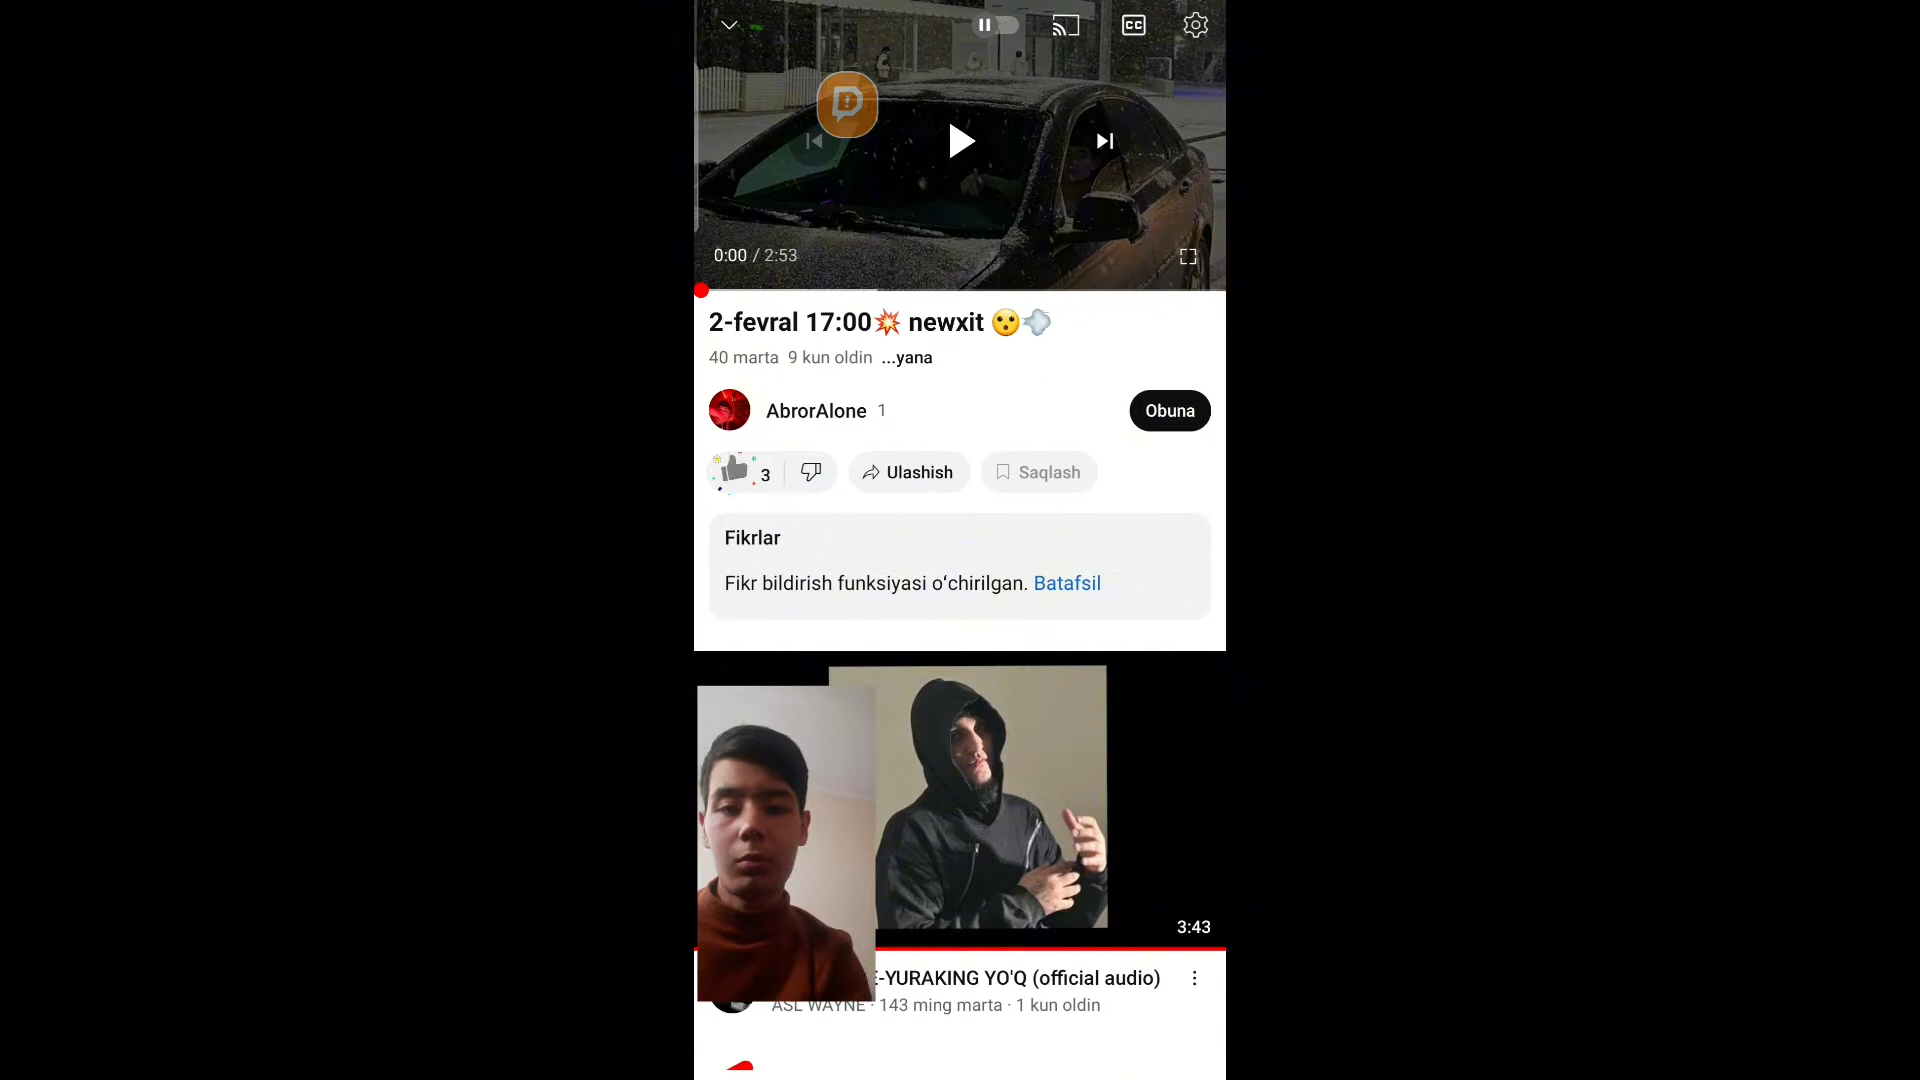 CC
0:00 / 2:53
2-fevral 17:00💥 newxit 😮💨
40 marta 9 kun oldin ...yana
AbrorAlone 1
Obuna
3
Ulashish
Saqlash
Fikrlar
Fikr bildirish funksiyasi oʻchirilgan. Batafsil
3:43
E-YURAKING YO'Q (official audio)
ASL WAYNE · 143 ming marta · 1 kun oldin